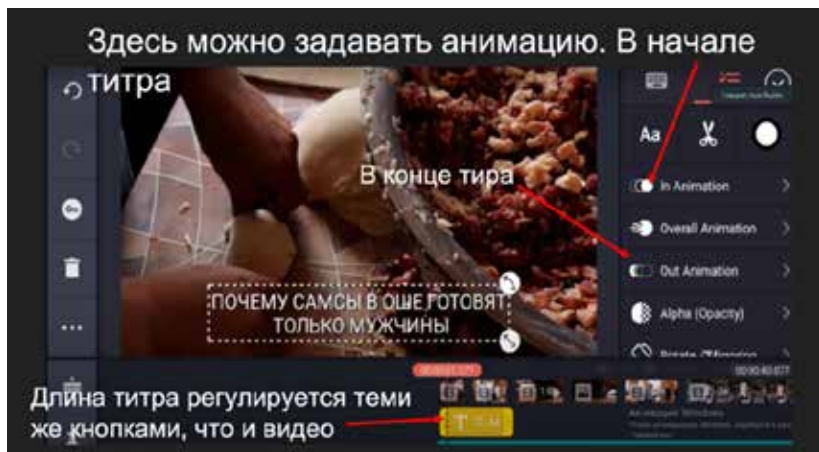 Здесь можно задавать анимацию. В начале
титра
Aa
In Animation
В конце тира
Overall Animation
Out Animation
ПОЧЕМУ САМСЫ В ОШЕ ГОТОВЯТ
ТОЛЬКО МУЖЧИНЫ
Alpha (Opacity)
Длина титра регулируется теми
же кнопками, что и видео
T